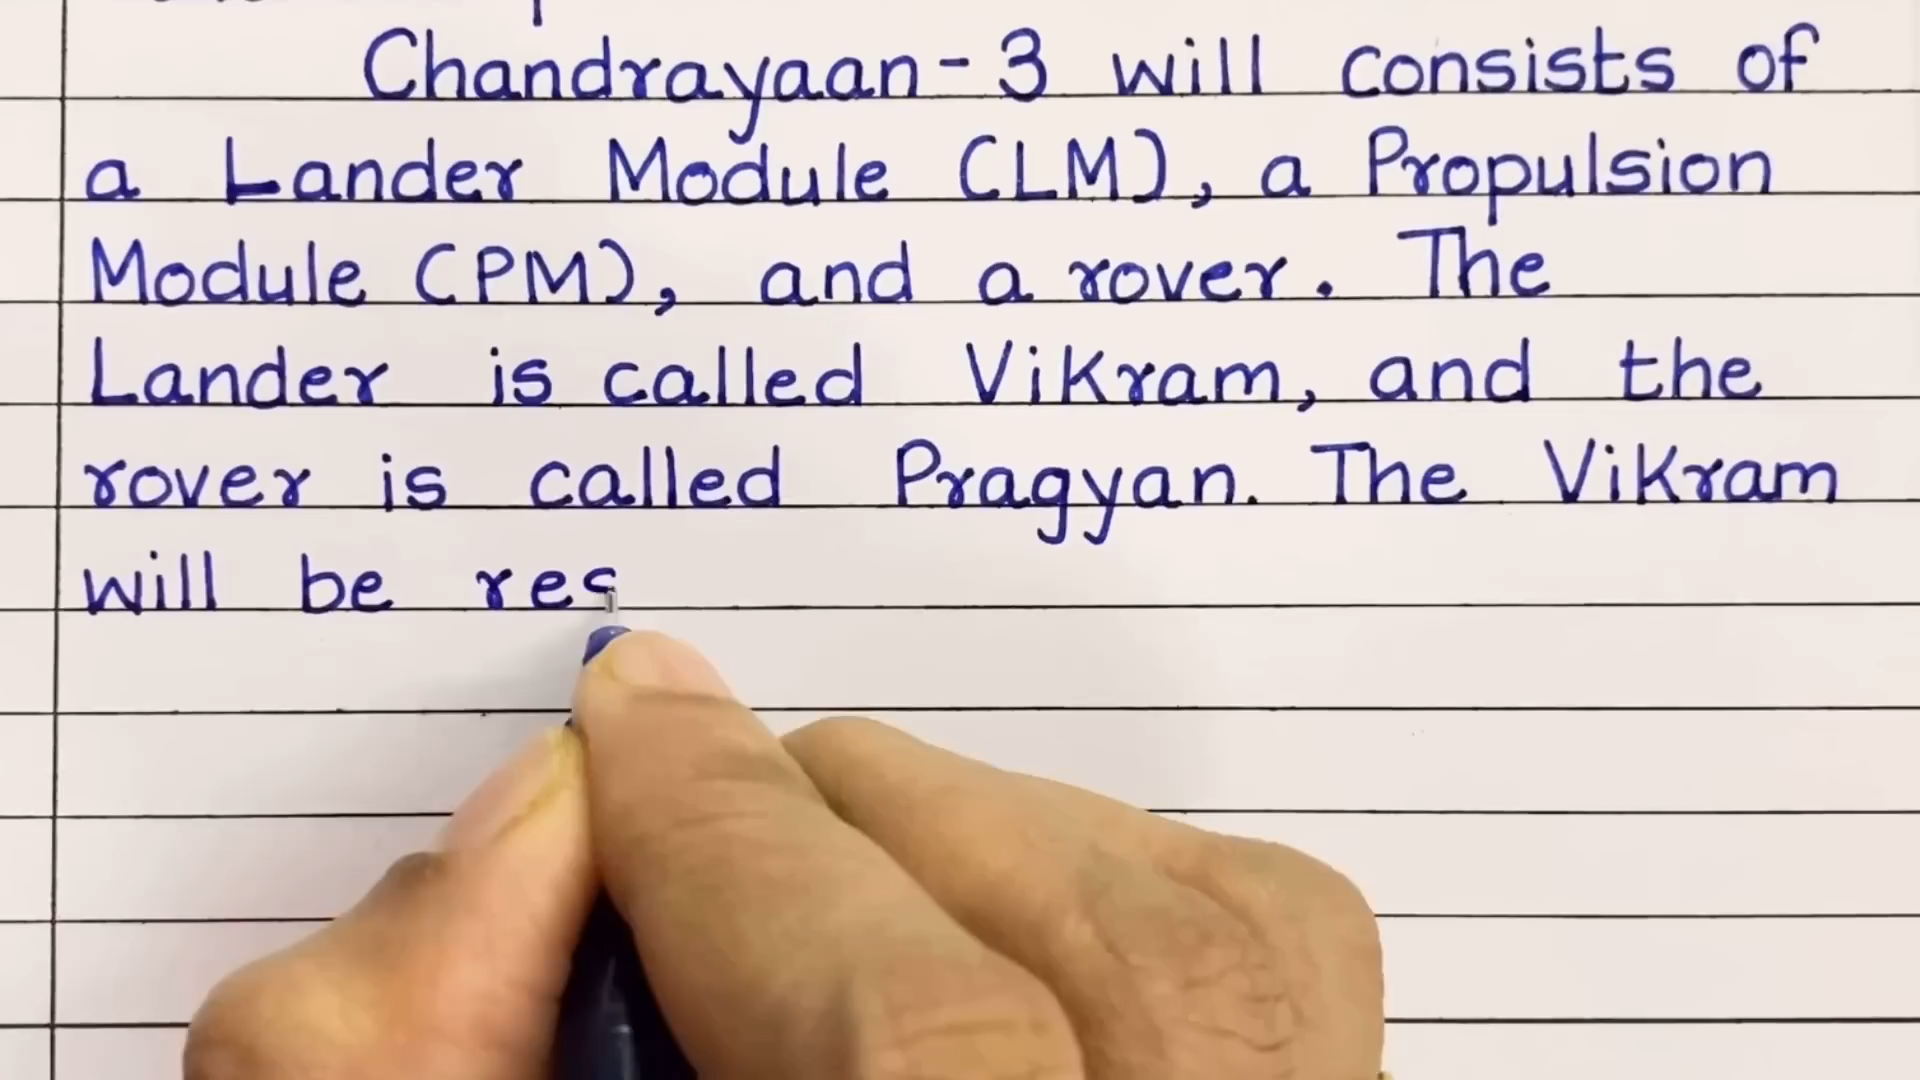 Chandrayaan-3 will consists of
a Lander Module (LM), a Propulsion
Module (PM), and a rover. The
Lander is called Vikram, and the
rover is called Pragyan. The Vikram
will be res